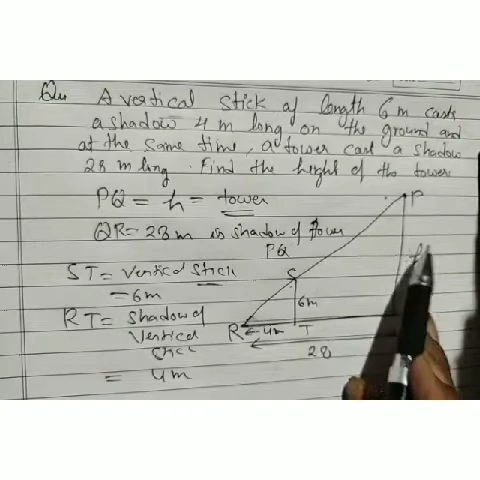 Qu A vertical stick of length 6m casts
a shadow 4 m long on the ground and
at the same time, a tower cast a shadow
28 m long. Find the height of the tower
PQ = h = tower
QR = 28m is shadow of tower
PQ
ST = vertical stick
= 6m
RT = Shadow of
vertical
stick
= 4m
P
S
h
6m
R 4m T
28